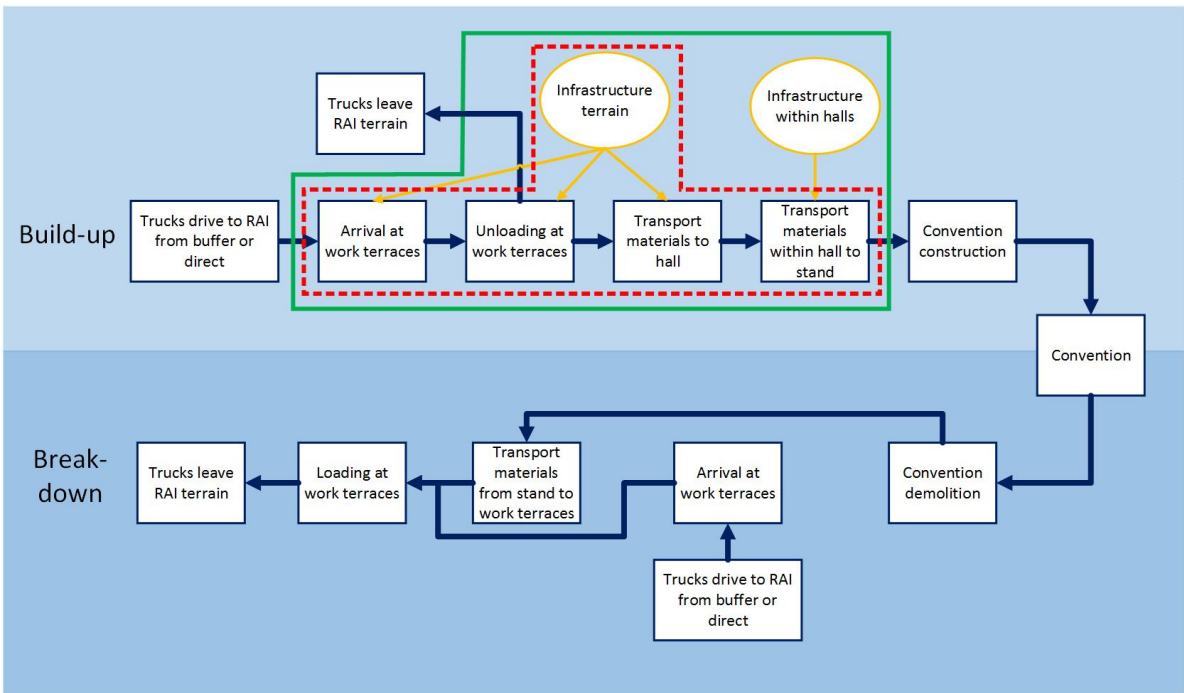 Infrastructure
terrain
Infrastructure
within halls
Trucks leave
RAI terrain
Build-up
Trucks drive to RAI
from buffer or
direct
Arrival at
work terraces
Unloading at
work terraces
Transport
materials to
hall
Transport
materials
within hall to
stand
Convention
construction
Convention
Break-
down
Trucks leave
RAI terrain
Loading at
work terraces
Transport
materials
from stand to
work terraces
Arrival at
work terraces
Convention
demolition
Trucks drive to RAI
from buffer or
direct